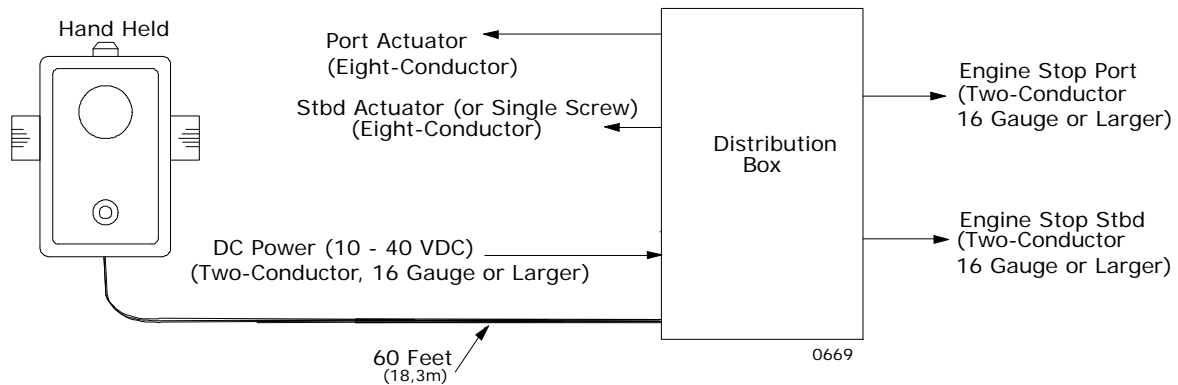 Hand Held
Port Actuator
(Eight-Conductor)
Stbd Actuator (or Single Screw)
(Eight-Conductor)
DC Power (10 - 40 VDC)
(Two-Conductor, 16 Gauge or Larger)
60 Feet
(18,3m)
Distribution
Box
Engine Stop Port
(Two-Conductor
16 Gauge or Larger)
Engine Stop Stbd
(Two-Conductor
16 Gauge or Larger)
0669